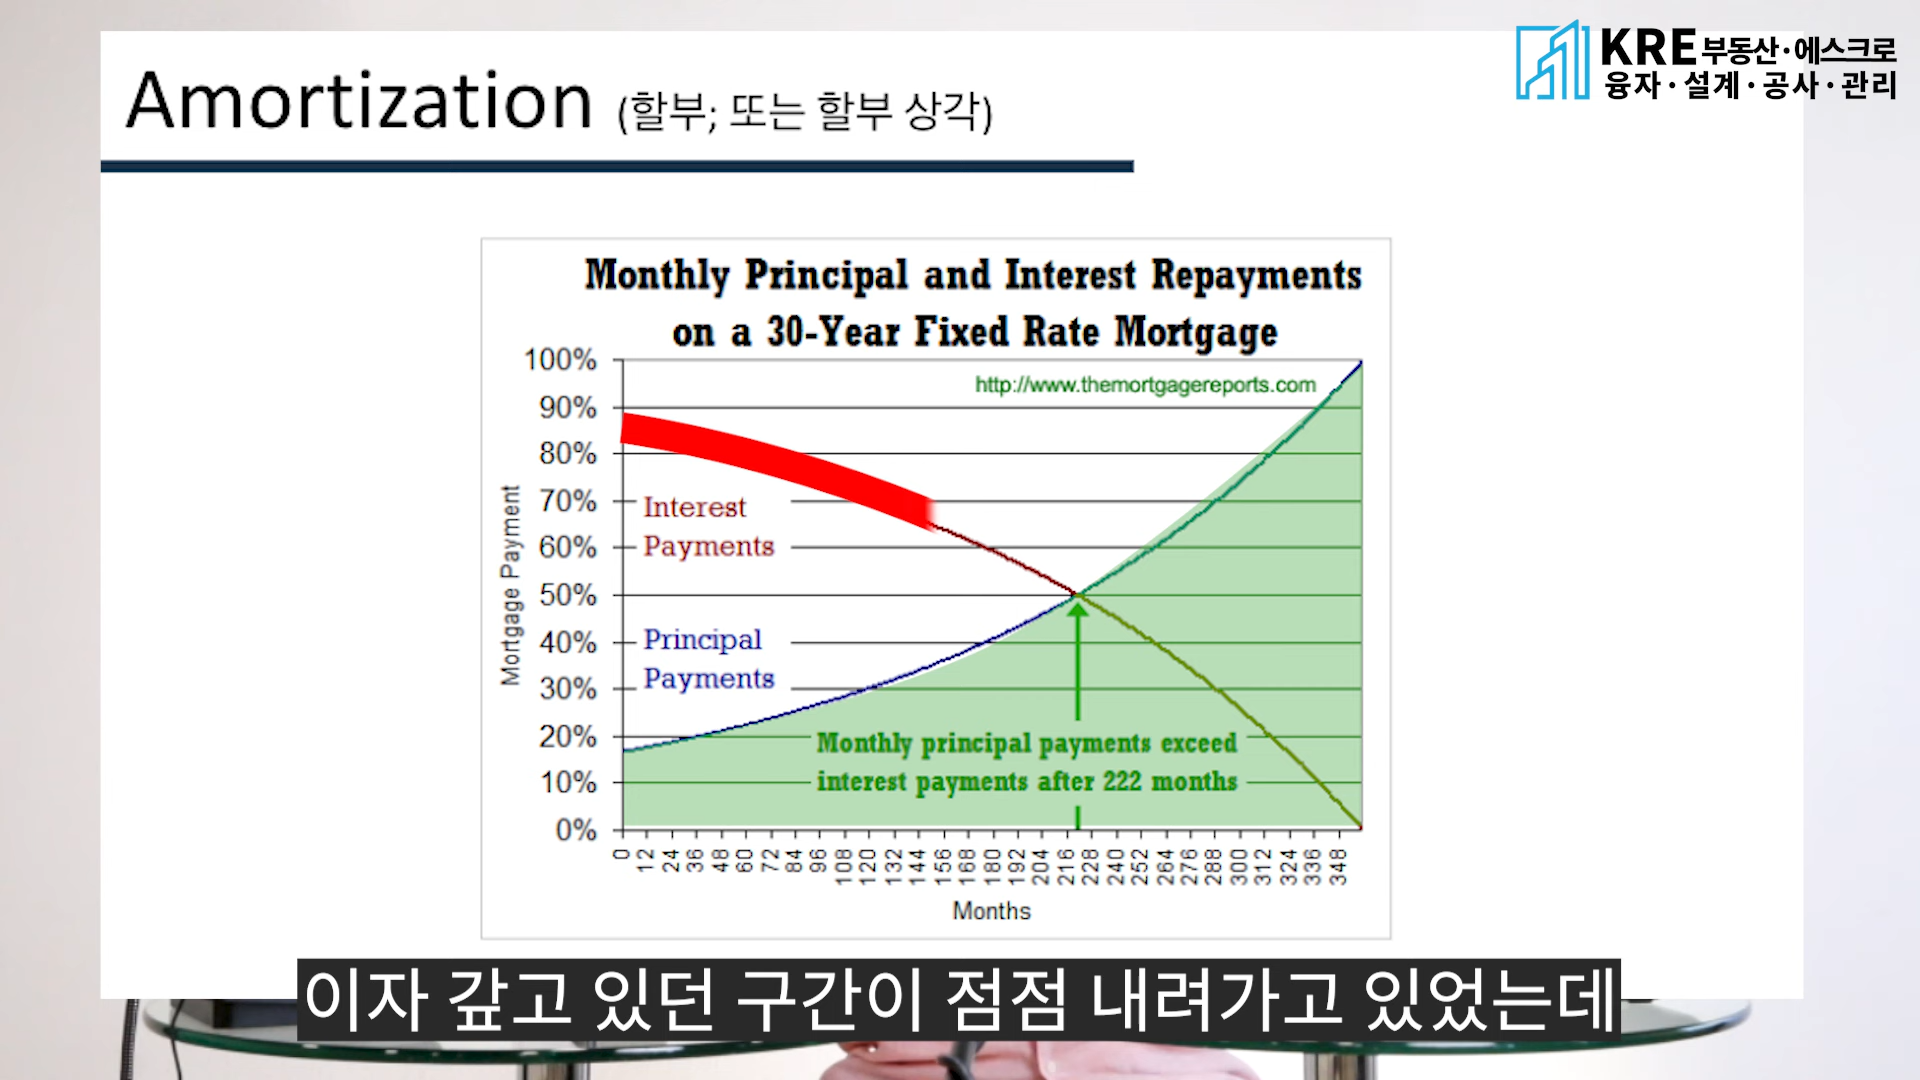 KRE 부동산·에스크로
융자·설계·공사·관리
Amortization (할부; 또는 할부 상각)
Monthly Principal and Interest Repayments
on a 30-Year Fixed Rate Mortgage
http://www.themortgagereports.com
100%
90%
80%
70%
60%
50%
40%
30%
20%
10%
0%
Mortgage Payment
Interest
Payments
Principal
Payments
Monthly principal payments exceed
interest payments after 222 months
0 12 24 36 48 60 72 84 96 108 120 132 144 156 168 180 192 204 216 228 240 252 264 276 288 300 312 324 336 348
Months
이자 갚고 있던 구간이 점점 내려가고 있었는데